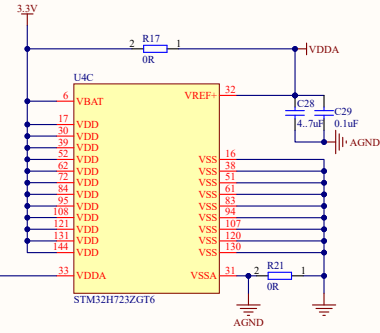 3.3V
R17
2 1
0R
VDDA
U4C
6 VBAT
VREF+ 32
C28
4..7uF
C29
0.1uF
AGND
17 VDD
30 VDD
39 VDD
52 VDD
62 VDD
72 VDD
84 VDD
95 VDD
108 VDD
121 VDD
131 VDD
144 VDD
VSS 16
VSS 38
VSS 51
VSS 61
VSS 83
VSS 94
VSS 107
VSS 120
VSS 130
33 VDDA
VSSA 31
R21
2 1
0R
STM32H723ZGT6
AGND